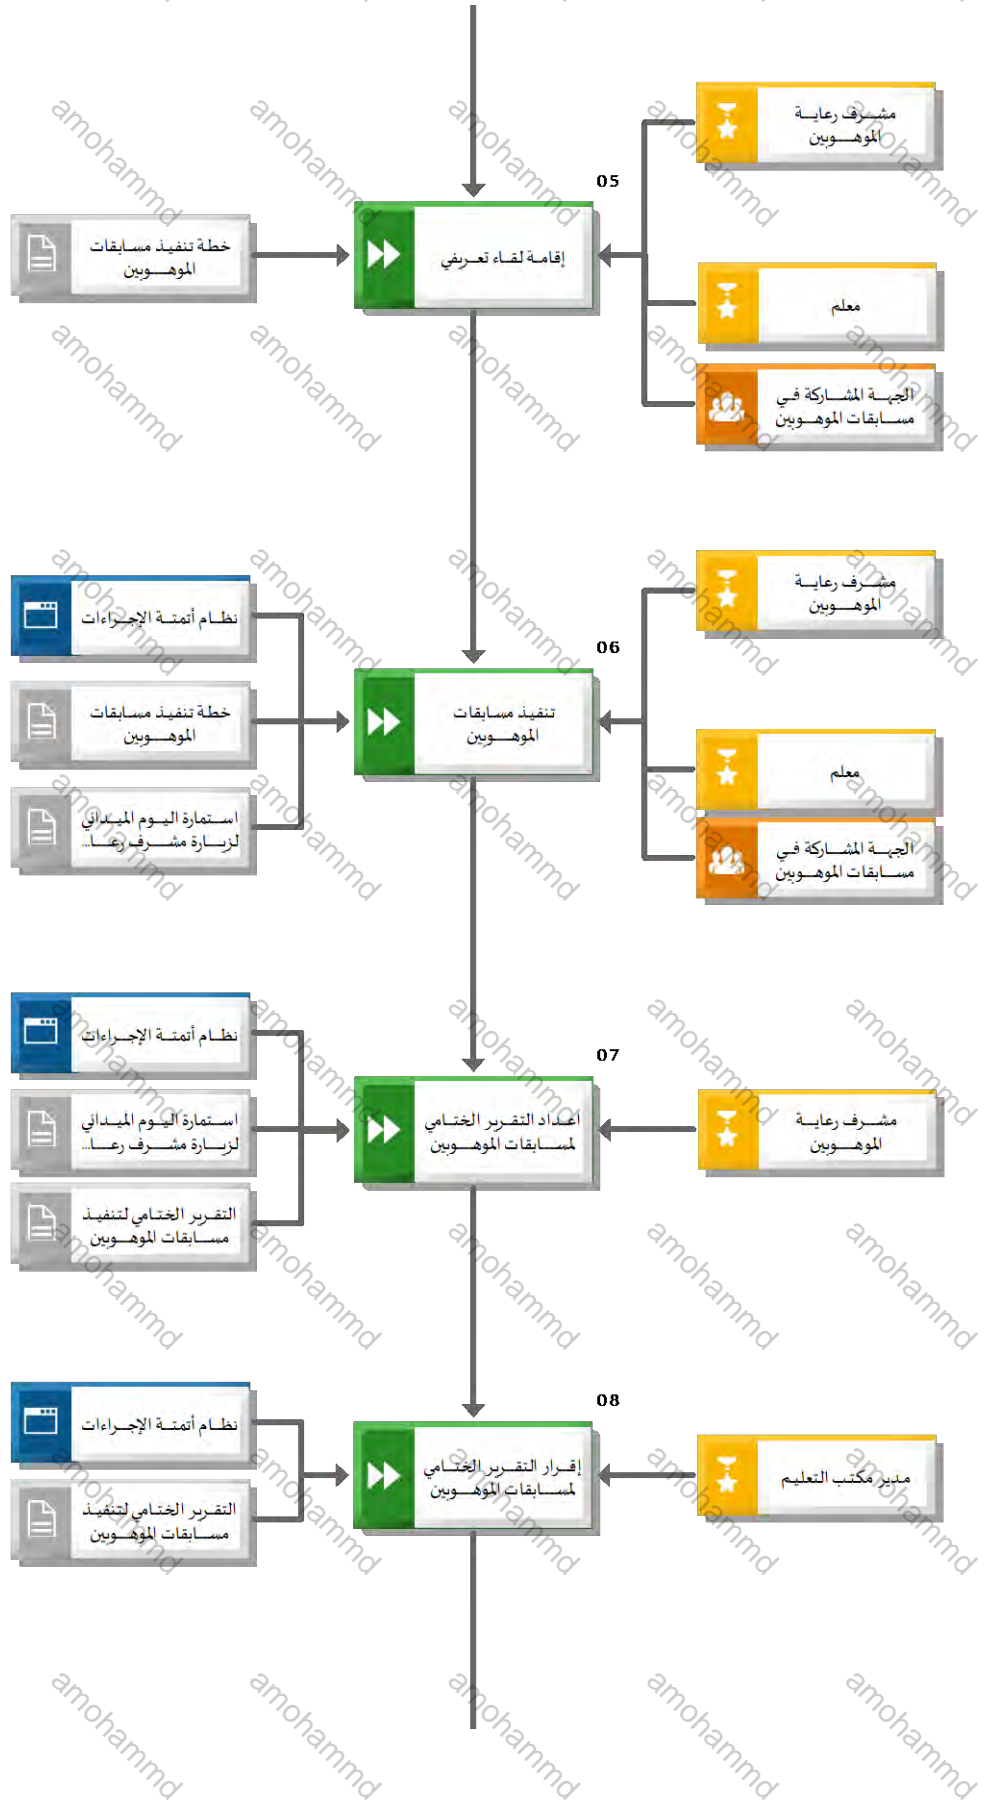 مشرف رعاية
الموهوبين
05
إقامة لقاء تعريفي
خطة تنفيذ مسابقات
الموهوبين
معلم
الجهة المشاركة في
مسابقات الموهوبين
مشرف رعاية
الموهوبين
06
تنفيذ مسابقات
الموهوبين
نظام أتمتة الإجراءات
خطة تنفيذ مسابقات
الموهوبين
استمارة اليوم الميداني
لزيارة مشرف رعا...
معلم
الجهة المشاركة في
مسابقات الموهوبين
07
مشرف رعاية
الموهوبين
اعداد التقرير الختامي
لمسابقات الموهوبين
نظام أتمتة الإجراءات
استمارة اليوم الميداني
لزيارة مشرف رعا...
التقرير الختامي لتنفيذ
مسابقات الموهوبين
08
مدير مكتب التعليم
إقرار التقرير الختامي
لمسابقات الموهوبين
نظام أتمتة الإجراءات
التقرير الختامي لتنفيذ
مسابقات الموهوبين
amohammd